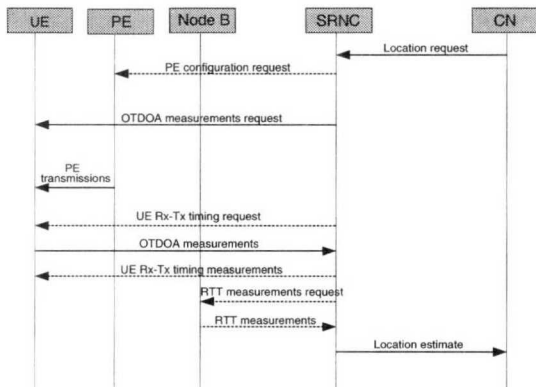 UE PE Node B SRNC CN
Location request
PE configuration request
OTDOA measurements request
PE
transmissions
UE Rx-Tx timing request
OTDOA measurements
UE Rx-Tx timing measurements
RTT measurements request
RTT measurements
Location estimate